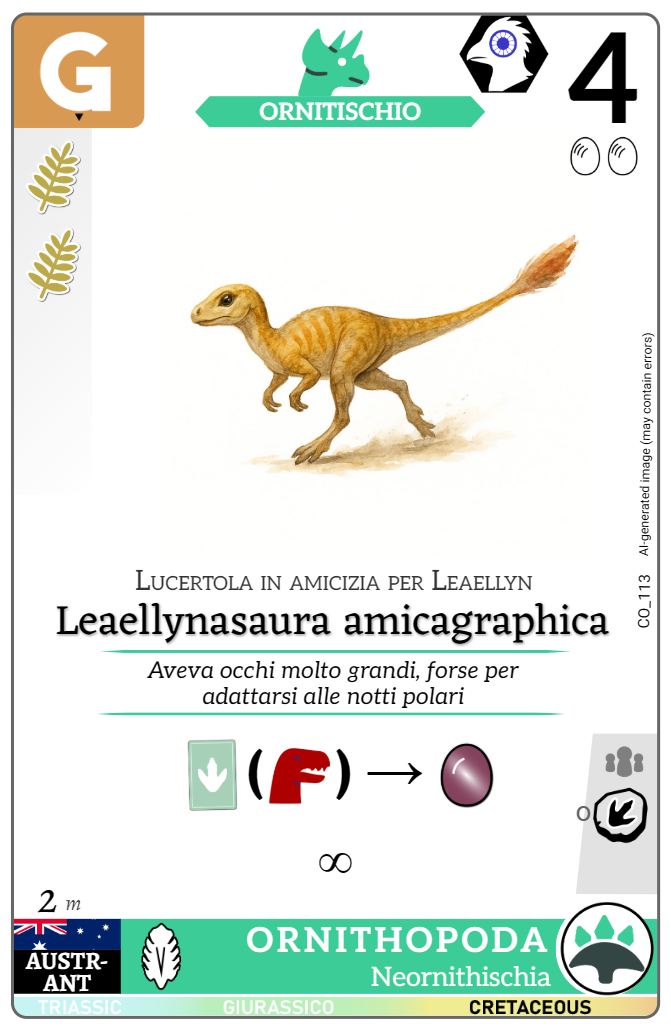 G
ORNITISCHIO
4
AI-generated image (may contain errors)
CO_113
Lucertola in amicizia per Leaellyn
Leaellynasaura amicagraphica
Aveva occhi molto grandi, forse per
adattarsi alle notti polari
( ) →
∞
O
2 m
AUSTR-
ANT
ORNITHOPODA
Neornithischia
TRIASSIC
GIURASSICO
CRETACEOUS